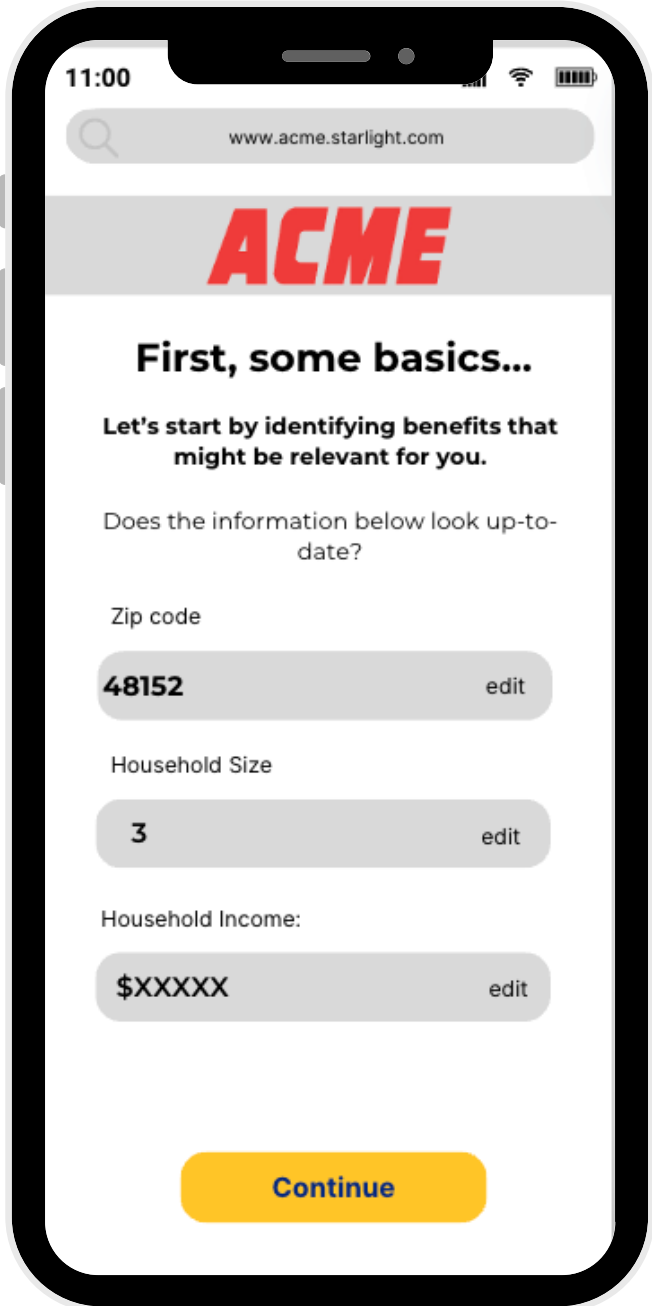 11:00
www.acme.starlight.com
ACME
First, some basics...
Let's start by identifying benefits that
might be relevant for you.
Does the information below look up-to-
date?
Zip code
48152 edit
Household Size
3 edit
Household Income:
$XXXXX edit
Continue